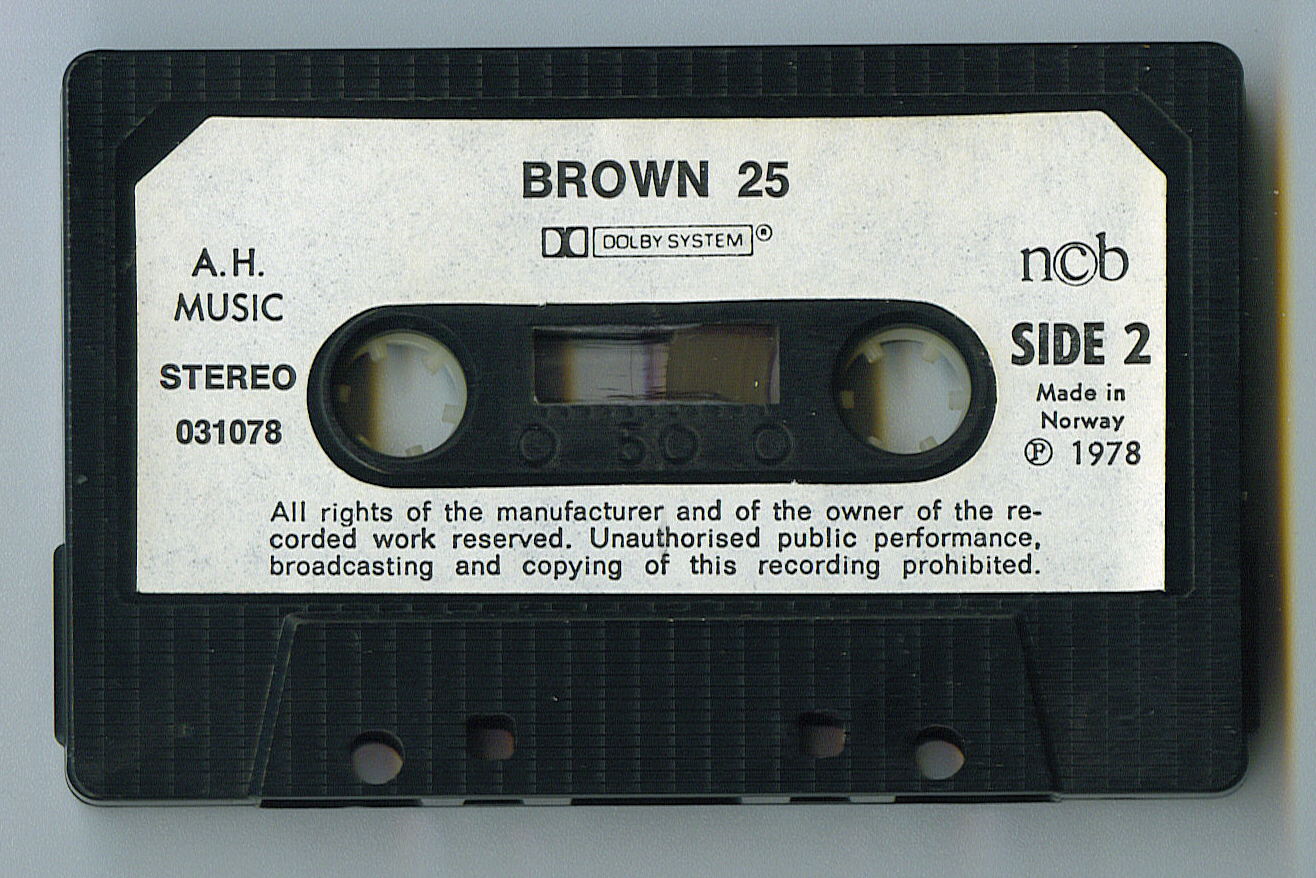 BROWN 25
DOLBY SYSTEM ®
A.H.
MUSIC
STEREO
031078
n©b
SIDE 2
Made in
Norway
℗ 1978
0 50 0
All rights of the manufacturer and of the owner of the re-
corded work reserved. Unauthorised public performance,
broadcasting and copying of this recording prohibited.